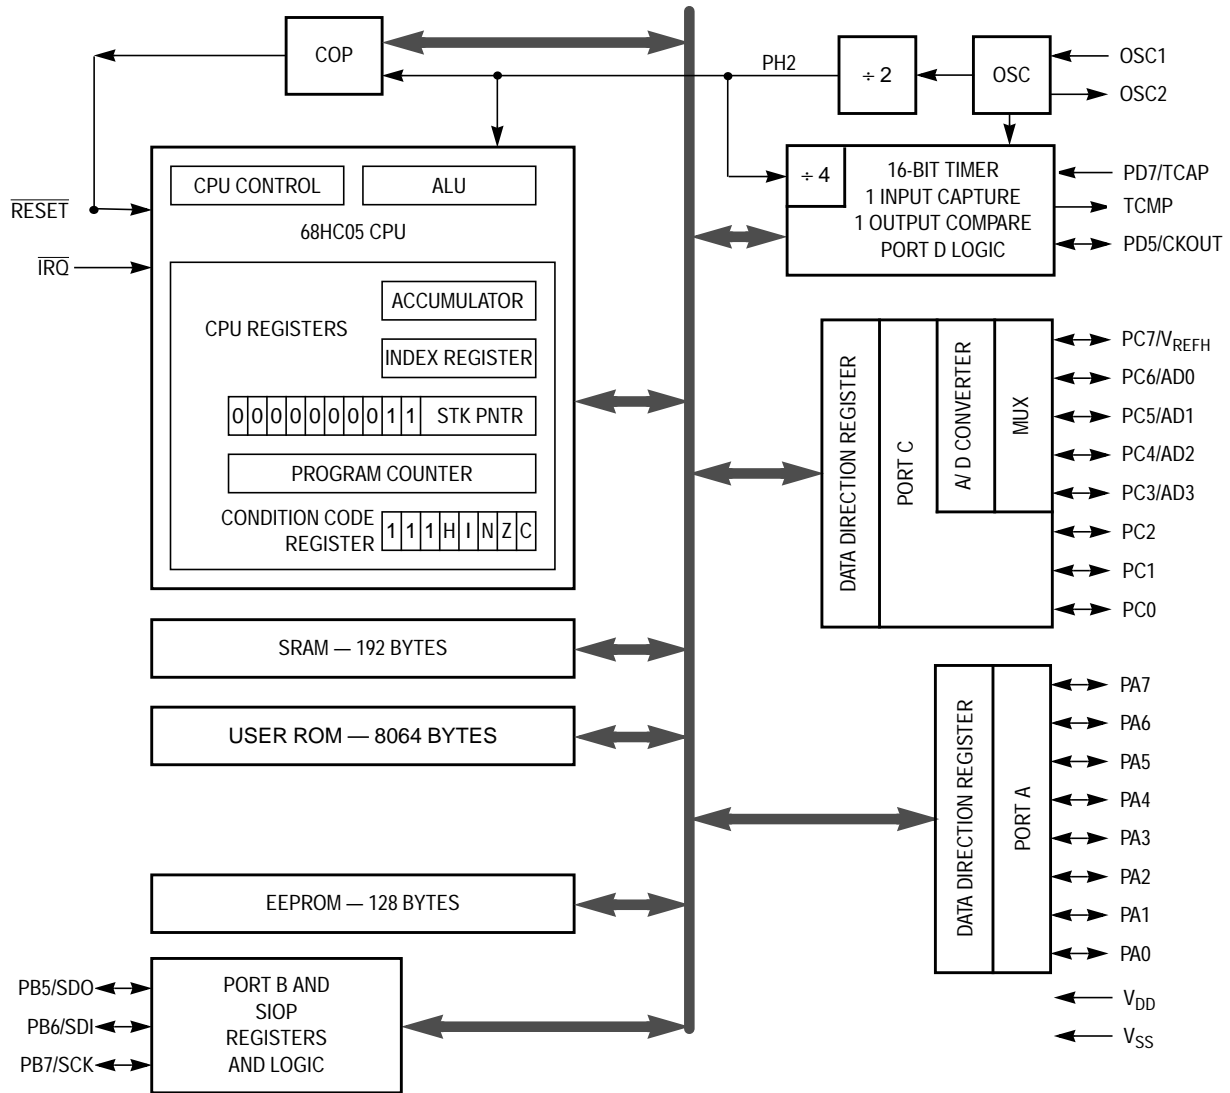 COP
PH2
÷ 2
OSC
OSC1
OSC2
CPU CONTROL
ALU
68HC05 CPU
RESET
IRQ
÷ 4
16-BIT TIMER
1 INPUT CAPTURE
1 OUTPUT COMPARE
PORT D LOGIC
PD7/TCAP
TCMP
PD5/CKOUT
CPU REGISTERS
ACCUMULATOR
INDEX REGISTER
0 0 0 0 0 0 0 0 1 1 STK PNTR
PROGRAM COUNTER
CONDITION CODE
REGISTER
1 1 1 H I N Z C
DATA DIRECTION REGISTER
PORT C
A/D CONVERTER
MUX
PC7/VREFH
PC6/AD0
PC5/AD1
PC4/AD2
PC3/AD3
PC2
PC1
PC0
SRAM — 192 BYTES
USER ROM — 8064 BYTES
EEPROM — 128 BYTES
DATA DIRECTION REGISTER
PORT A
PA7
PA6
PA5
PA4
PA3
PA2
PA1
PA0
VDD
VSS
PB5/SDO
PB6/SDI
PB7/SCK
PORT B AND
SIOP
REGISTERS
AND LOGIC